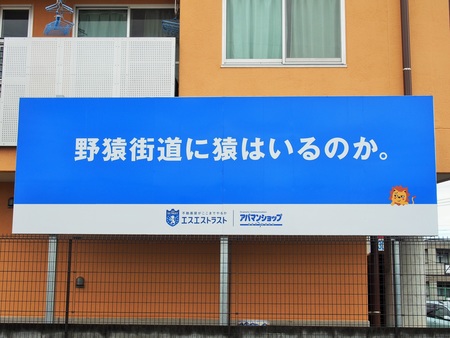 野猿街道に猿はいるのか。
エスエストラスト
アパマンショップ